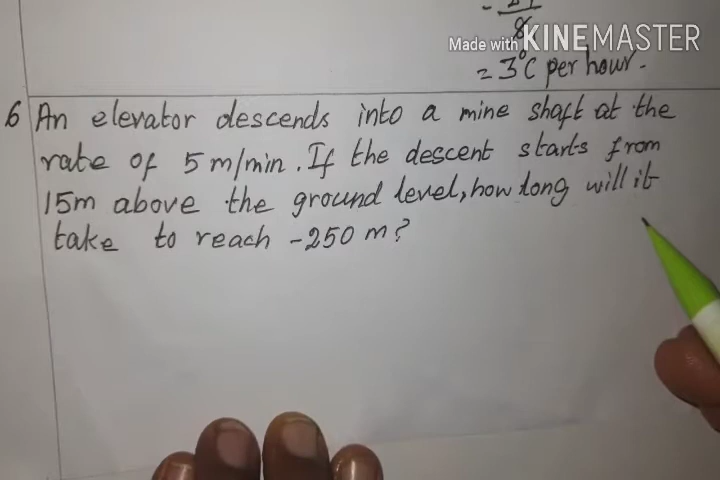 8
Made with KINEMASTER
= 3°C per hour.
6 An elevator descends into a mine shaft at the
rate of 5 m/min. If the descent starts from
15m above the ground level, how long will it
take to reach -250 m?